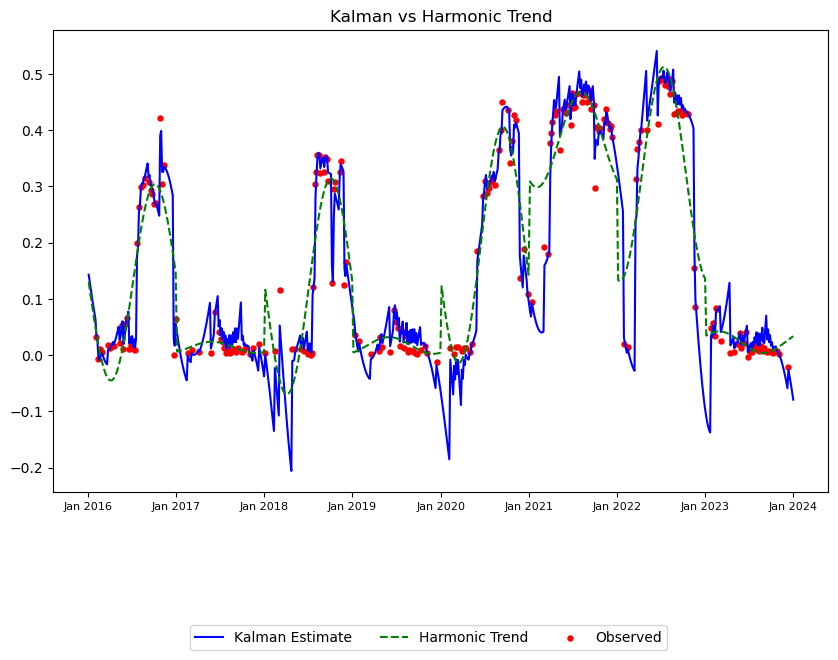 Kalman vs Harmonic Trend
0.5
0.4
0.3
0.2
0.1
0.0
−0.1
−0.2
Jan 2016 Jan 2017 Jan 2018 Jan 2019 Jan 2020 Jan 2021 Jan 2022 Jan 2023 Jan 2024
Kalman Estimate Harmonic Trend Observed